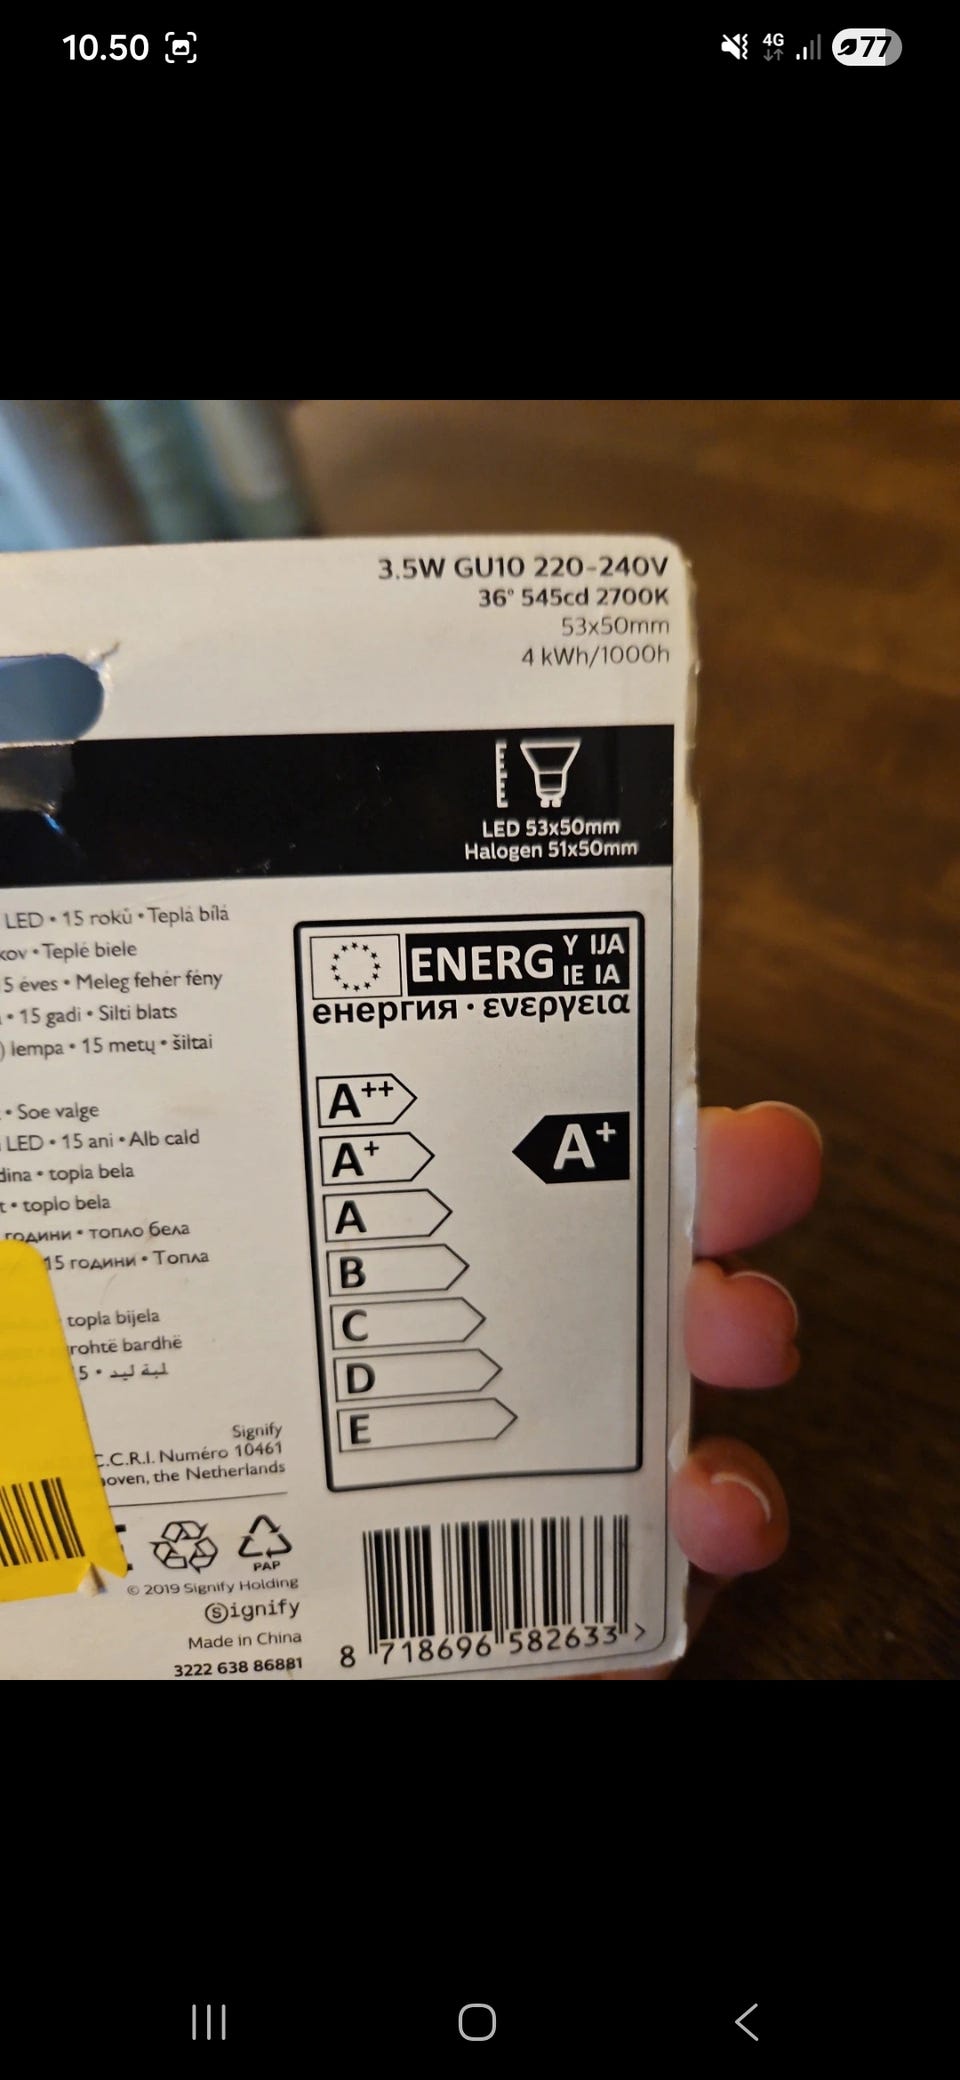 10.50
4G
77
3.5W GU10 220-240V
36° 545cd 2700K
53x50mm
4 kWh/1000h
LED 53x50mm
Halogen 51x50mm
LED • 15 roků • Teplá bílá
kov • Teplé biele
5 éves • Meleg fehér fény
• 15 gadi • Silti blats
) lempa • 15 metų • šiltai
• Soe valge
LED • 15 ani • Alb cald
dina • topla bela
t • toplo bela
години • топло бела
15 години • Топла
topla bijela
rohtë bardhë
لمبة ليد • 5
Signify
C.C.R.I. Numéro 10461
hoven, the Netherlands
PAP
© 2019 Signify Holding
Signify
Made in China
3222 638 86881
ENERG Y IJA
IE IA
енергия · ενεργεια
A++
A+
A+
A
B
C
D
E
8 718696 582633 >